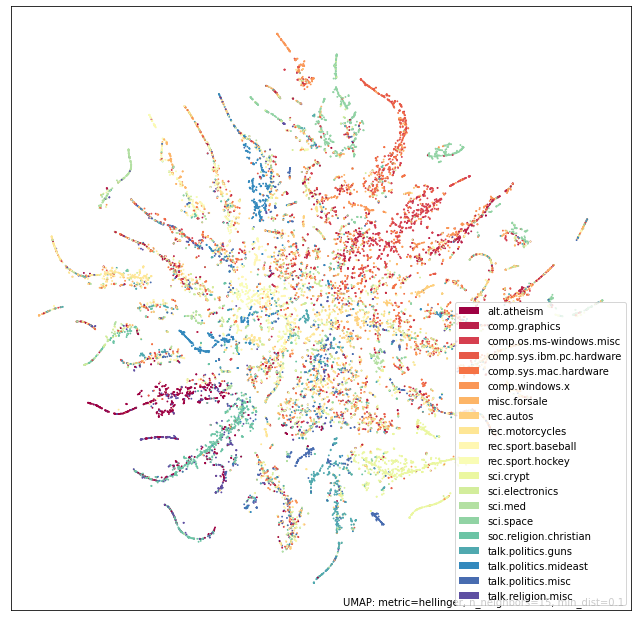 alt.atheism
comp.graphics
comp.os.ms-windows.misc
comp.sys.ibm.pc.hardware
comp.sys.mac.hardware
comp.windows.x
misc.forsale
rec.autos
rec.motorcycles
rec.sport.baseball
rec.sport.hockey
sci.crypt
sci.electronics
sci.med
sci.space
soc.religion.christian
talk.politics.guns
talk.politics.mideast
talk.politics.misc
talk.religion.misc
UMAP: metric=hellinger, n_neighbors=15, min_dist=0.1